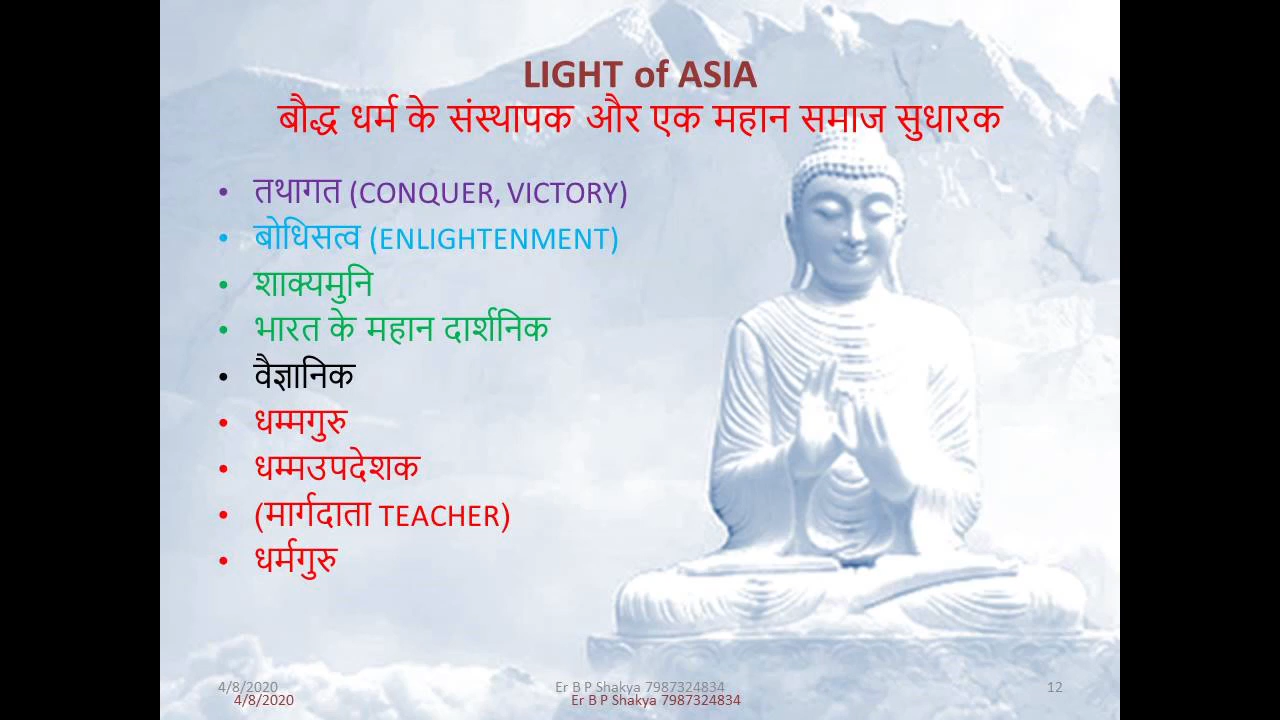 LIGHT of ASIA
बौद्ध धर्म के संस्थापक और एक महान समाज सुधारक
• तथागत (CONQUER, VICTORY)
• बोधिसत्व (ENLIGHTENMENT)
• शाक्यमुनि
• भारत के महान दार्शनिक
• वैज्ञानिक
• धम्मगुरु
• धम्मउपदेशक
• (मार्गदाता TEACHER)
• धर्मगुरु
4/8/2020 Er B P Shakya 7987324834 12
4/8/2020 Er B P Shakya 7987324834